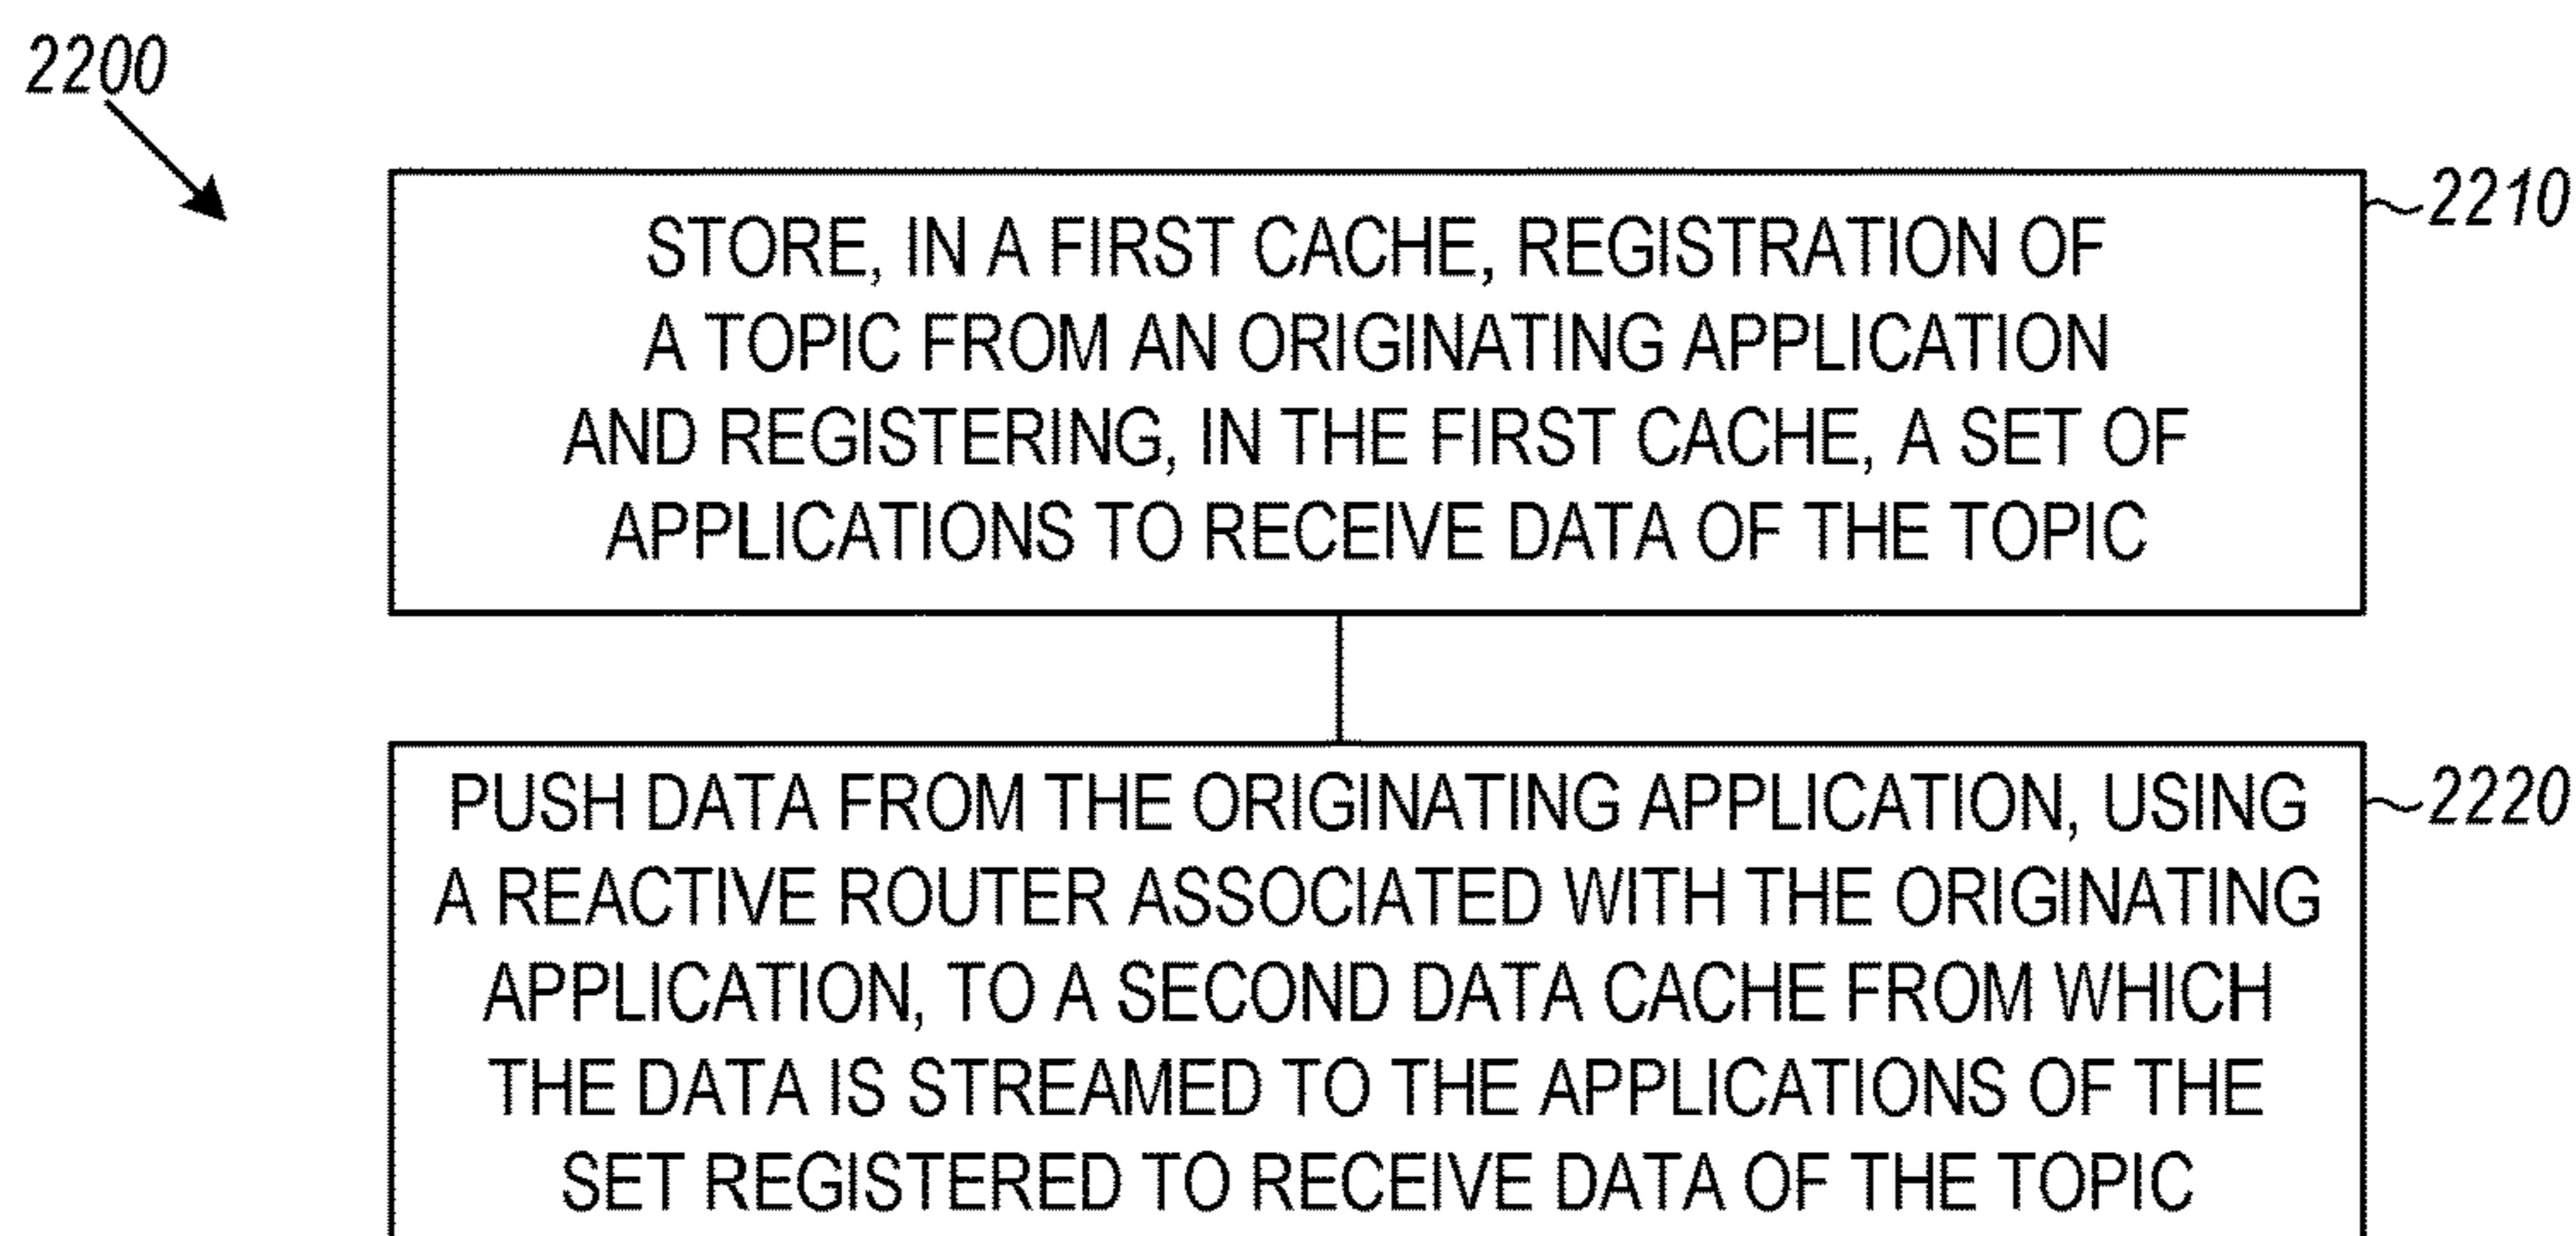 2200
STORE, IN A FIRST CACHE, REGISTRATION OF
A TOPIC FROM AN ORIGINATING APPLICATION
AND REGISTERING, IN THE FIRST CACHE, A SET OF
APPLICATIONS TO RECEIVE DATA OF THE TOPIC
2210
PUSH DATA FROM THE ORIGINATING APPLICATION, USING
A REACTIVE ROUTER ASSOCIATED WITH THE ORIGINATING
APPLICATION, TO A SECOND DATA CACHE FROM WHICH
THE DATA IS STREAMED TO THE APPLICATIONS OF THE
SET REGISTERED TO RECEIVE DATA OF THE TOPIC
2220